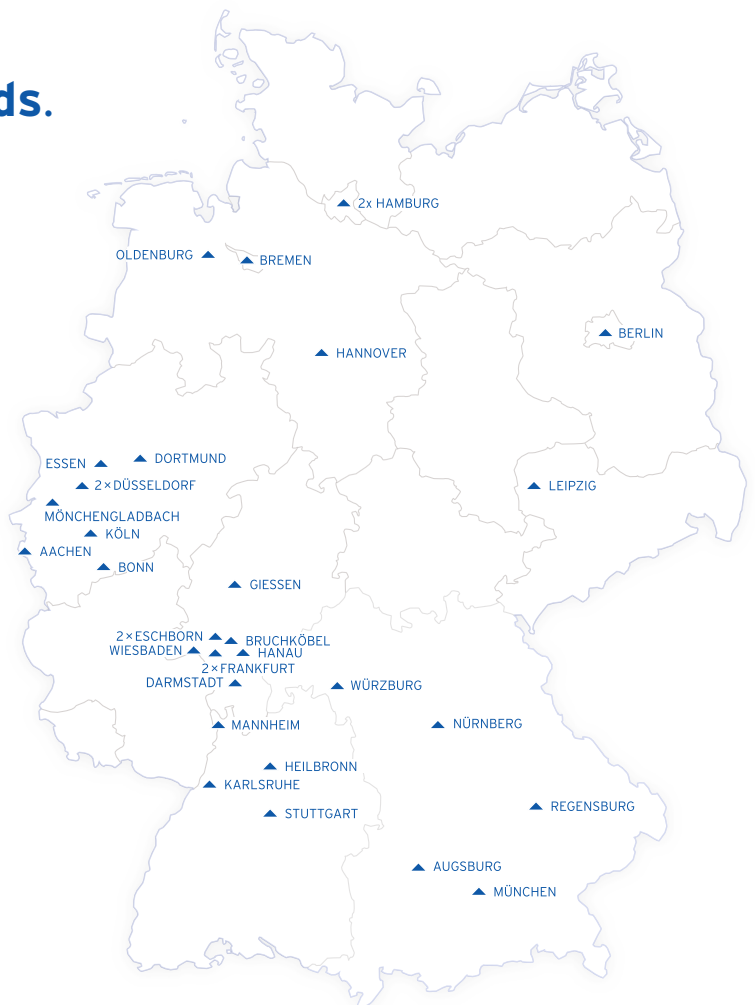 ds.
2x HAMBURG
OLDENBURG
BREMEN
BERLIN
HANNOVER
ESSEN
DORTMUND
2×DÜSSELDORF
LEIPZIG
MÖNCHENGLADBACH
KÖLN
AACHEN
BONN
GIESSEN
2×ESCHBORN
BRUCHKÖBEL
WIESBADEN
HANAU
2×FRANKFURT
DARMSTADT
WÜRZBURG
MANNHEIM
NÜRNBERG
HEILBRONN
KARLSRUHE
REGENSBURG
STUTTGART
AUGSBURG
MÜNCHEN